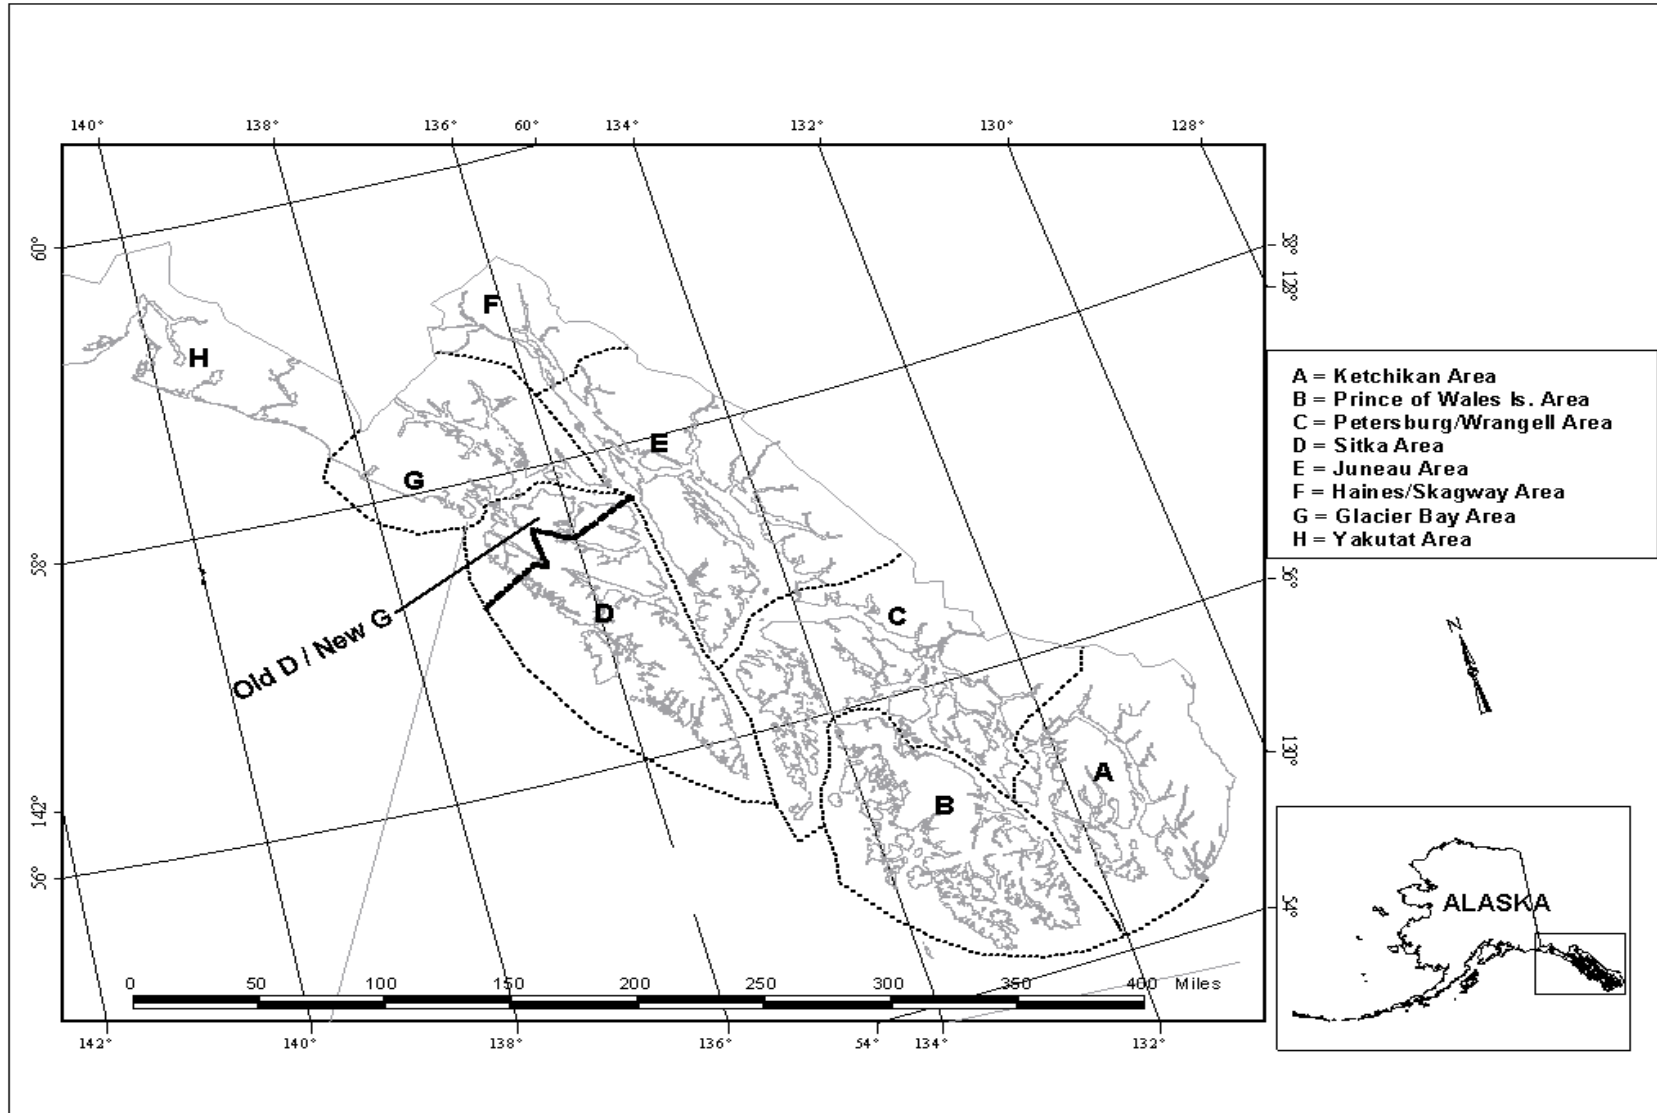 140° 138° 136° 60° 134° 132° 130° 128°
60°
58°
128°
F
H
A = Ketchikan Area
B = Prince of Wales Is. Area
C = Petersburg/Wrangell Area
D = Sitka Area
E = Juneau Area
F = Haines/Skagway Area
G = Glacier Bay Area
H = Yakutat Area
E
G
58°
56°
D
C
Old D / New G
N
130°
A
B
142°
56°
54°
ALASKA
0 50 100 150 200 250 300 350 400 Miles
142° 140° 138° 136° 54° 134° 132°